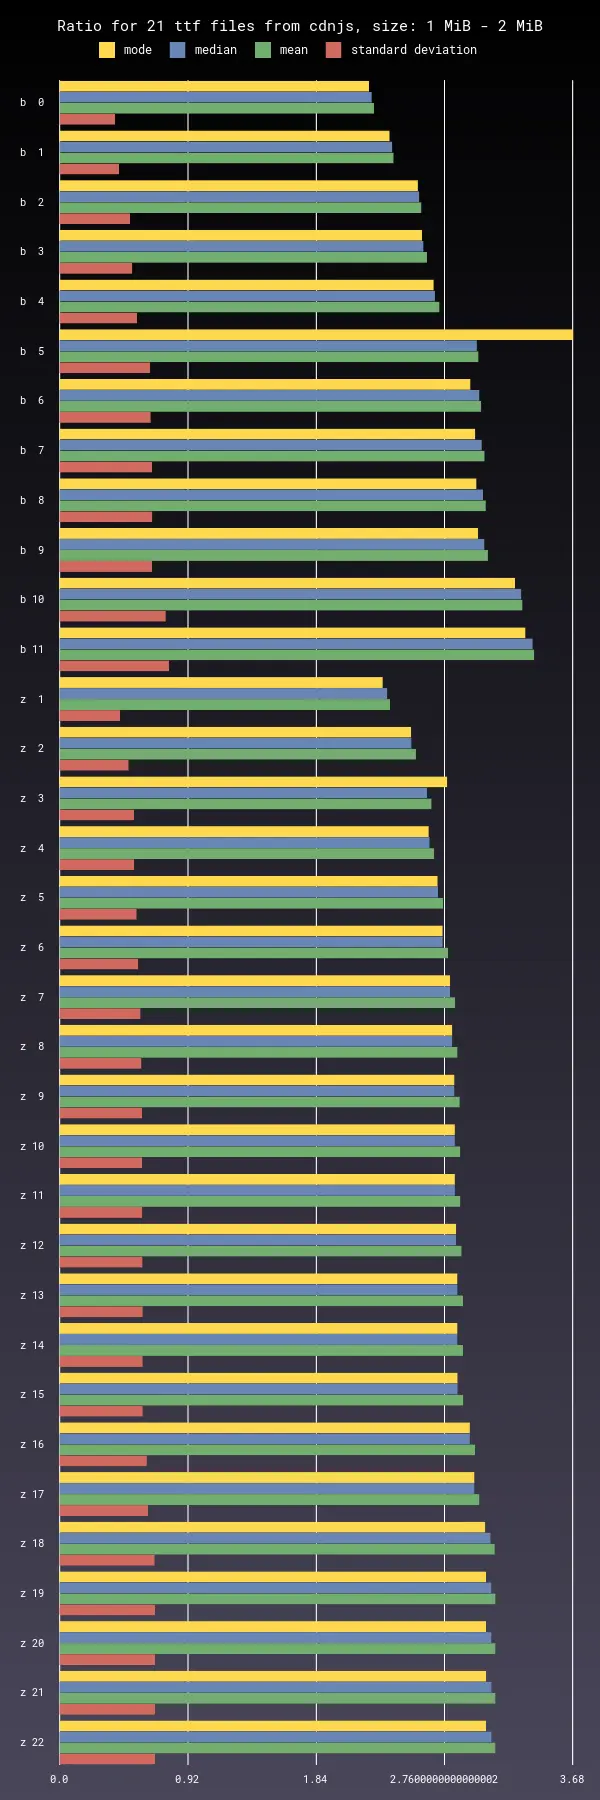 Ratio for 21 ttf files from cdnjs, size: 1 MiB - 2 MiB
mode median mean standard deviation
b 0
b 1
b 2
b 3
b 4
b 5
b 6
b 7
b 8
b 9
b 10
b 11
z 1
z 2
z 3
z 4
z 5
z 6
z 7
z 8
z 9
z 10
z 11
z 12
z 13
z 14
z 15
z 16
z 17
z 18
z 19
z 20
z 21
z 22
0.0 0.92 1.84 2.7600000000000002 3.68